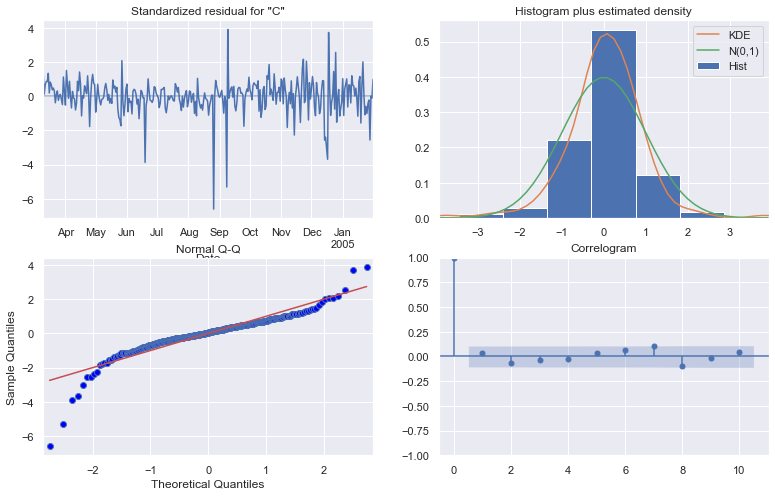 Standardized residual for "C"
4
2
0
−2
−4
−6
Apr May Jun Jul Aug Sep Oct Nov Dec Jan
2005
Date
Histogram plus estimated density
KDE
N(0,1)
Hist
0.5
0.4
0.3
0.2
0.1
0.0
−3 −2 −1 0 1 2 3
Normal Q-Q
Sample Quantiles
4
2
0
−2
−4
−6
−2 −1 0 1 2
Theoretical Quantiles
Correlogram
1.00
0.75
0.50
0.25
0.00
−0.25
−0.50
−0.75
−1.00
0 2 4 6 8 10